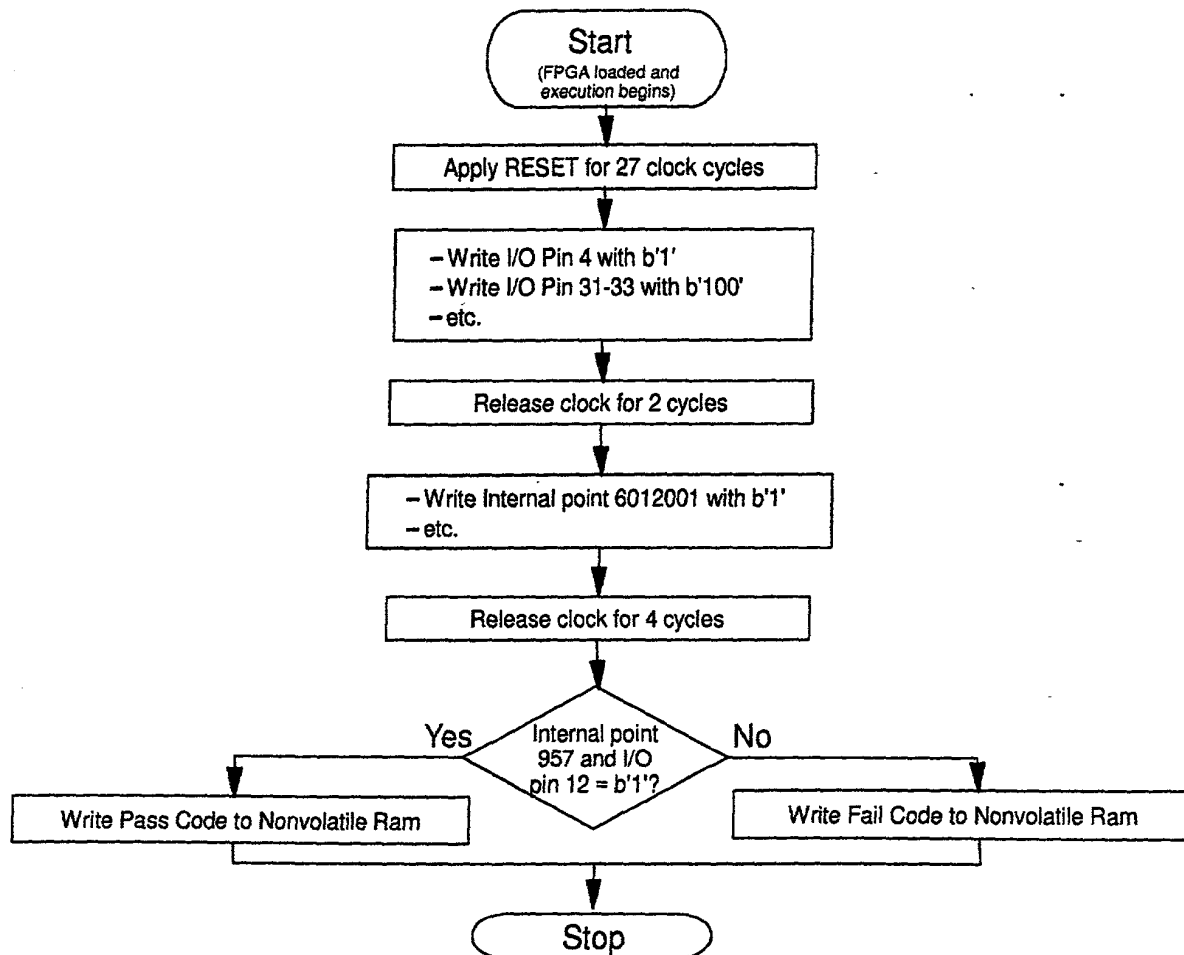 Start
(FPGA loaded and
execution begins)
Apply RESET for 27 clock cycles
– Write I/O Pin 4 with b'1'
– Write I/O Pin 31-33 with b'100'
– etc.
Release clock for 2 cycles
– Write Internal point 6012001 with b'1'
– etc.
Release clock for 4 cycles
Yes
Internal point
957 and I/O
pin 12 = b'1'?
No
Write Pass Code to Nonvolatile Ram
Write Fail Code to Nonvolatile Ram
Stop